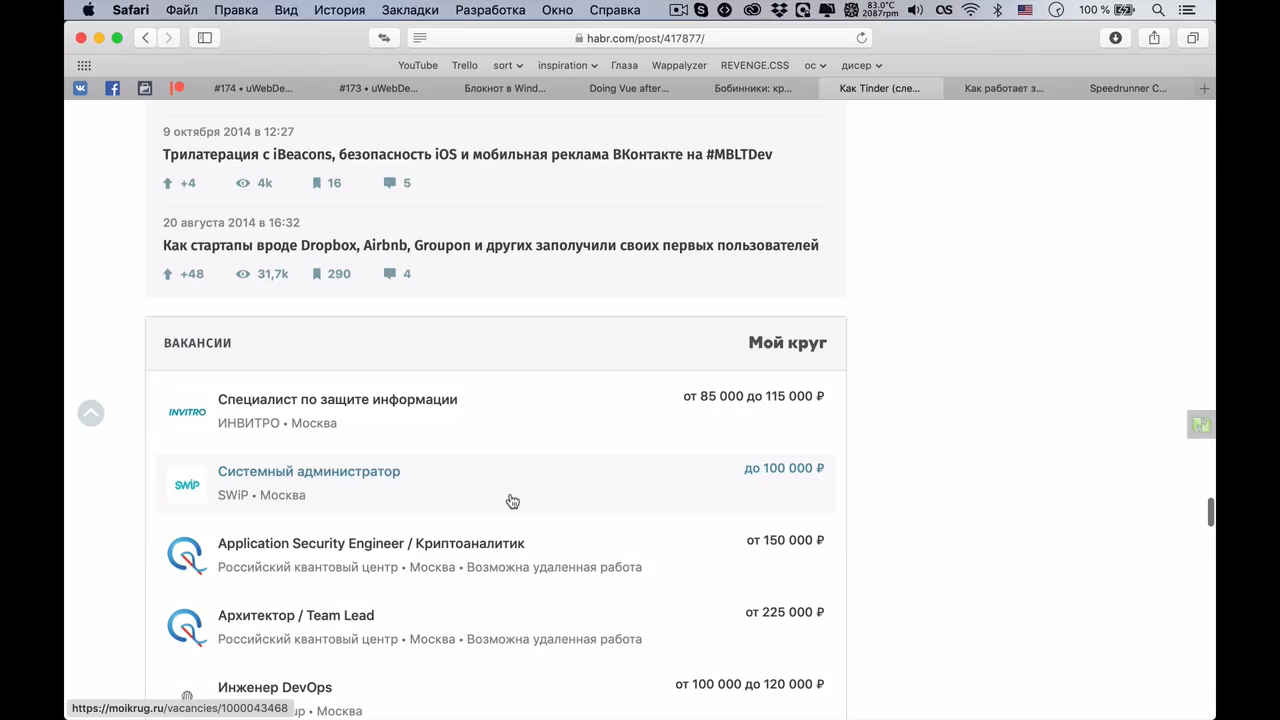 Safari Файл Правка Вид История Закладки Разработка Окно Справка 83.0°C 2087rpm 100 %
habr.com/post/417877/
YouTube Trello sort inspiration Глаза Wappalyzer REVENGE.CSS ос дисер
#174 • uWebDe... #173 • uWebDe... Блокнот в Wind... Doing Vue after... Бобинники: кр... Как Tinder (сле... Как работает з... Speedrunner C...
9 октября 2014 в 12:27
Трилатерация с iBeacons, безопасность iOS и мобильная реклама ВКонтакте на #MBLTDev
+4 4k 16 5
20 августа 2014 в 16:32
Как стартапы вроде Dropbox, Airbnb, Groupon и других заполучили своих первых пользователей
+48 31,7k 290 4
ВАКАНСИИ Мой круг
INVITRO Специалист по защите информации от 85 000 до 115 000 ₽
ИНВИТРО • Москва
SWiP Системный администратор до 100 000 ₽
SWiP • Москва
Application Security Engineer / Криптоаналитик от 150 000 ₽
Российский квантовый центр • Москва • Возможна удаленная работа
Архитектор / Team Lead от 225 000 ₽
Российский квантовый центр • Москва • Возможна удаленная работа
Инженер DevOps от 100 000 до 120 000 ₽
https://moikrug.ru/vacancies/1000043468 up • Москва